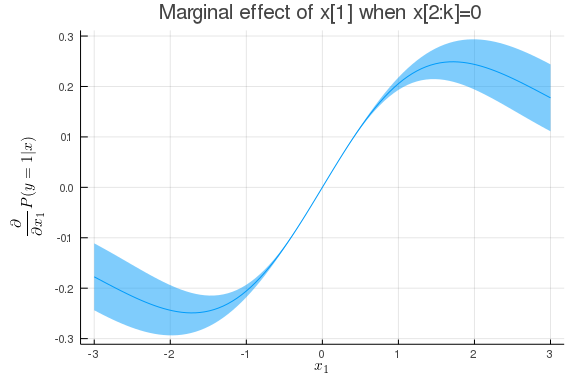 Marginal effect of x[1] when x[2:k]=0
∂/∂x₁ P(y = 1|x)
0.3
0.2
0.1
0.0
-0.1
-0.2
-0.3
-3 -2 -1 0 1 2 3
x₁